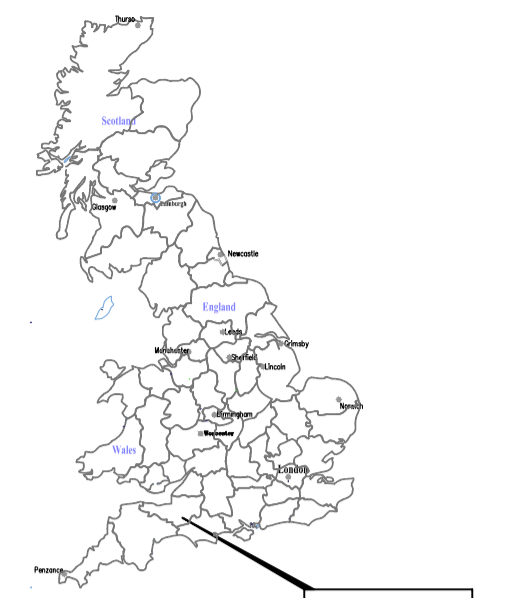 Thurso
Scotland
Glasgow
Edinburgh
Newcastle
England
Leeds
Manchester
Grimsby
Sheffield
Lincoln
Norwich
Birmingham
Worcester
Wales
London
Penzance